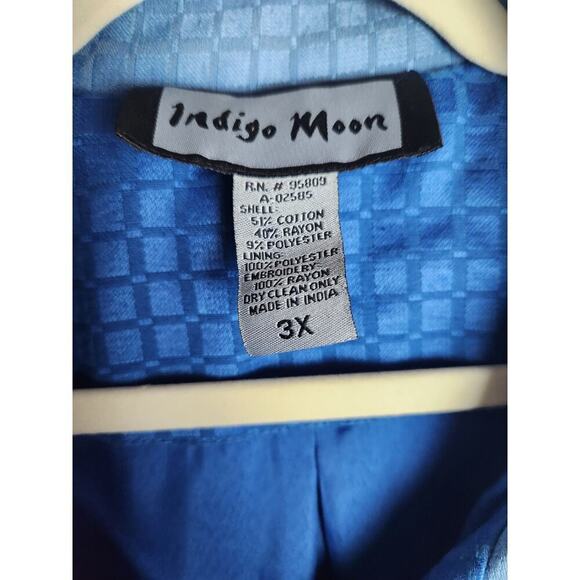 Indigo Moon
R.N. # 95809
A-02585
SHELL:
51% COTTON
40% RAYON
9% POLYESTER
LINING:
100% POLYESTER
EMBROIDERY:
100% RAYON
DRY CLEAN ONLY
MADE IN INDIA
3X